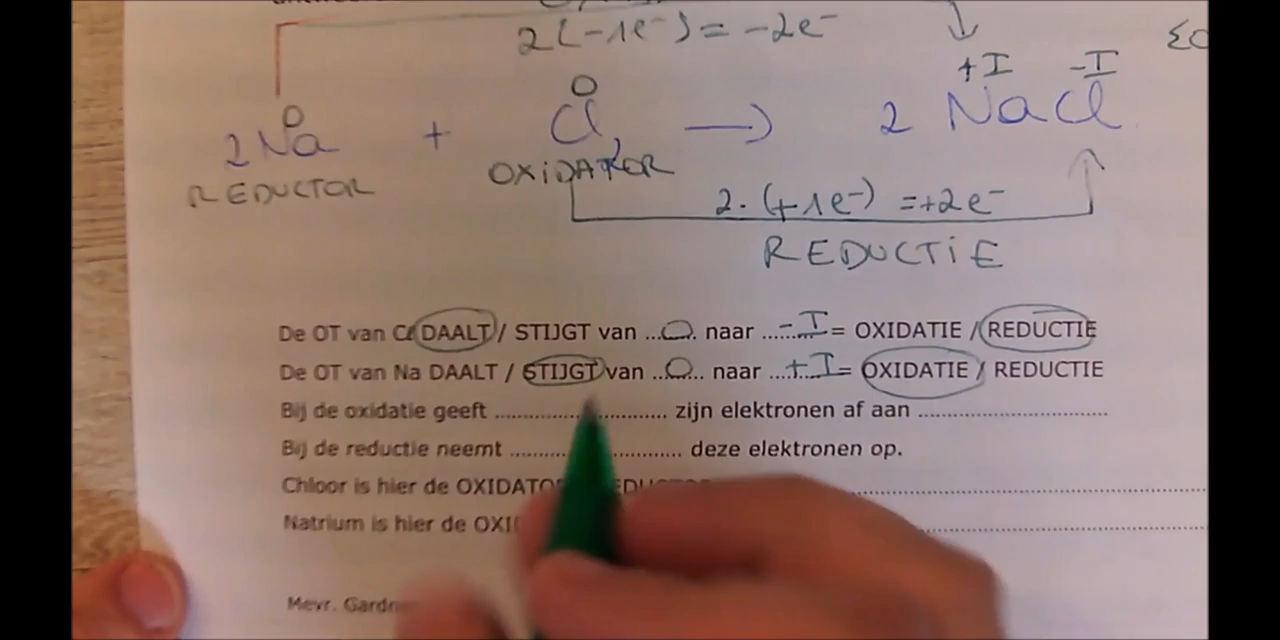 2(-1e⁻) = -2e⁻
+I -I
0 0
2Na + Cl₂ → 2 NaCl
REDUCTOR OXIDATOR
2·(+1e⁻) = +2e⁻
REDUCTIE
De OT van Cl DAALT / STIJGT van ..0.. naar ..-I.. = OXIDATIE / REDUCTIE
De OT van Na DAALT / STIJGT van ..0.. naar ..+I.. = OXIDATIE / REDUCTIE
Bij de oxidatie geeft .............................. zijn elektronen af aan ..............................
Bij de reductie neemt .............................. deze elektronen op.
Chloor is hier de
Natrium is hier de
Mevr.